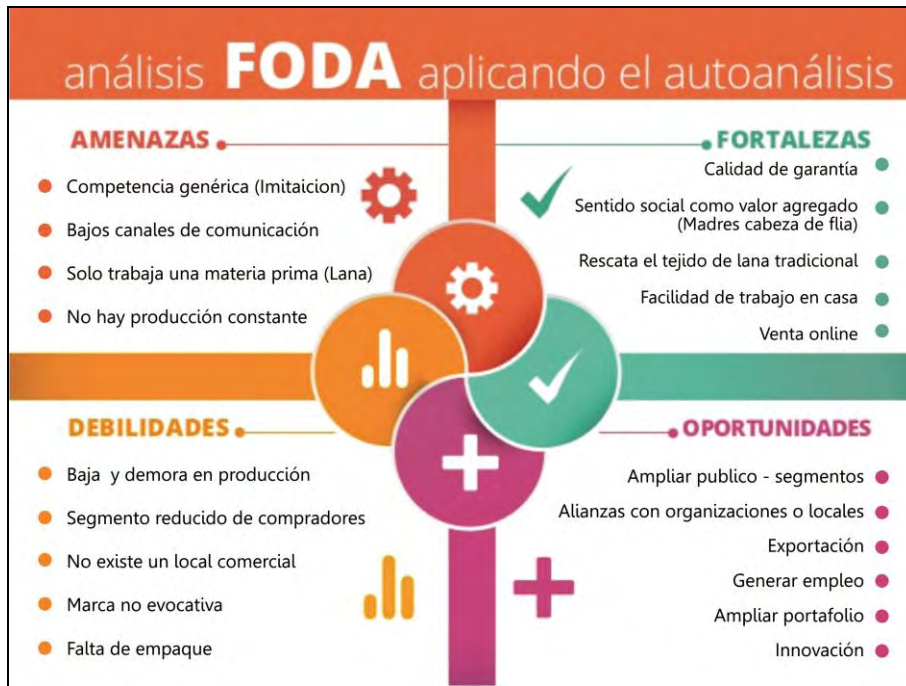 análisis FODA aplicando el autoanálisis
AMENAZAS
Competencia genérica (Imitaicion)
Bajos canales de comunicación
Solo trabaja una materia prima (Lana)
No hay producción constante
FORTALEZAS
Calidad de garantía
Sentido social como valor agregado
(Madres cabeza de flia)
Rescata el tejido de lana tradicional
Facilidad de trabajo en casa
Venta online
DEBILIDADES
Baja y demora en producción
Segmento reducido de compradores
No existe un local comercial
Marca no evocativa
Falta de empaque
OPORTUNIDADES
Ampliar publico - segmentos
Alianzas con organizaciones o locales
Exportación
Generar empleo
Ampliar portafolio
Innovación